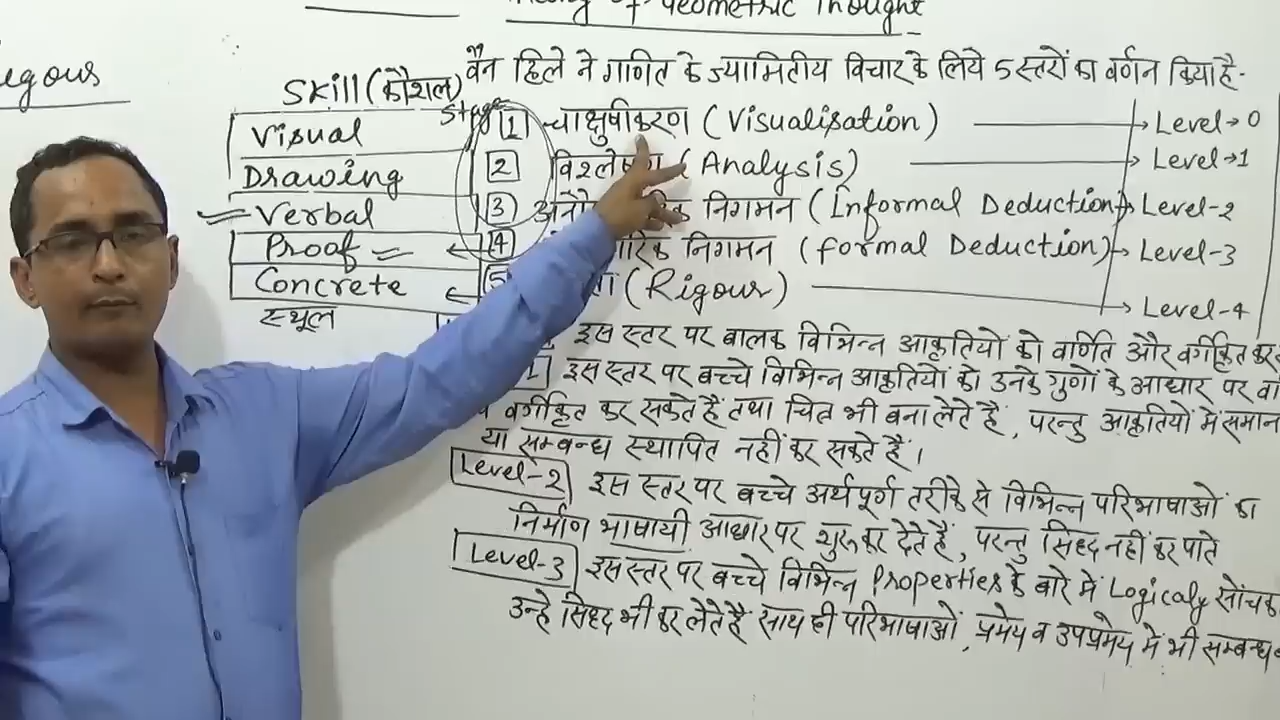 of Geometric Thought
वैन हिले ने गणित के ज्यामितीय विचार के लिये 5 स्तरों का वर्णन किया है -
Skill (कौशल)
Visual
Drawing
Verbal
Proof
Concrete
स्थूल
Stage
1 चाक्षुषीकरण (Visualisation) → Level → 0
2 विश्लेषण (Analysis) → Level → 1
3 निगमन (Informal Deduction) → Level - 2
4 निगमन (formal Deduction) → Level - 3
(Rigour) → Level - 4
इस स्तर पर बालक विभिन्न आकृतियों को वर्णित और वर्गीकृत कर
1 इस स्तर पर बच्चे विभिन्न आकृतियों को उनके गुणों के आधार पर
व वर्गीकृत कर सकते हैं तथा चित भी बना लेते हैं, परन्तु आकृतियों में समान
या सम्बन्ध स्थापित नहीं कर सकते हैं।
Level-2 इस स्तर पर बच्चे अर्थपूर्ण तरीके से विभिन्न परिभाषाओं का
निर्माण भाषायी आधार पर शुरू कर देते हैं, परन्तु सिद्ध नहीं कर पाते
Level-3 इस स्तर पर बच्चे विभिन्न Properties के बारे में Logicaly सोंचक
उन्हे सिद्ध भी कर लेते हैं साथ ही परिभाषाओं, प्रमेय व उपप्रमेय में भी सम्बन्ध